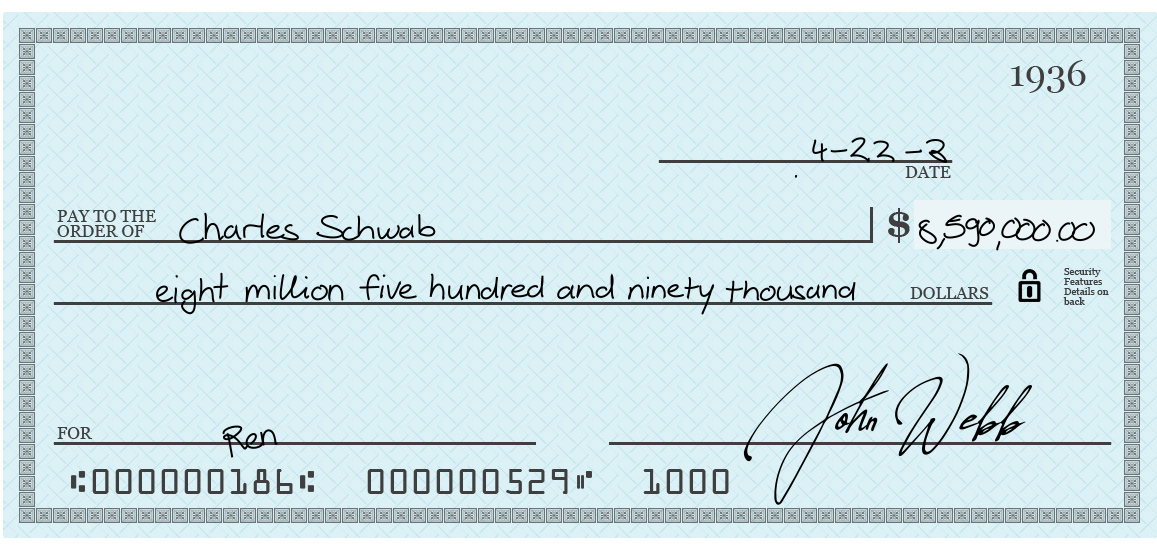 1936
4-22-2
DATE
PAY TO THE
ORDER OF Charles Schwab $ 8,590,000.00
eight million five hundred and ninety thousand DOLLARS
Security
Features
Details on
back
FOR Ren
John Webb
⑆000000186⑆ 000000529⑈ 1000